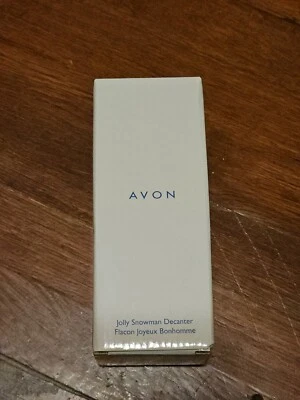 AVON
Jolly Snowman Decanter
Flacon Joyeux Bonhomme